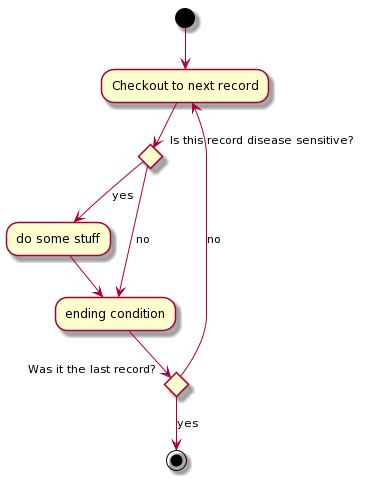 Checkout to next record
Is this record disease sensitive?
yes
do some stuff
no
no
ending condition
Was it the last record?
yes